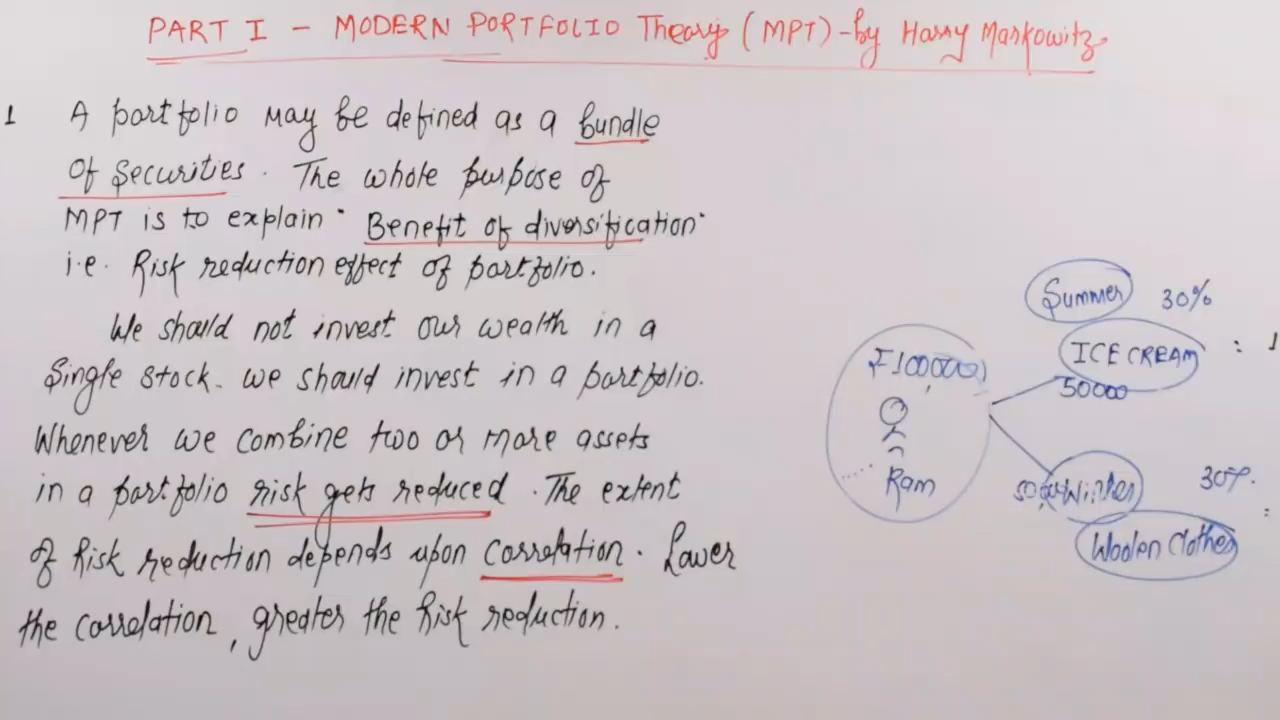 PART I - MODERN PORTFOLIO Theory (MPT) - by Harry Markowitz
1 A portfolio may be defined as a bundle
of securities. The whole purpose of
MPT is to explain "Benefit of diversification"
i.e. Risk reduction effect of portfolio.
We should not invest our wealth in a
single stock. we should invest in a portfolio.
Whenever we combine two or more assets
in a portfolio risk gets reduced. The extent
of Risk reduction depends upon correlation. Lower
the correlation, greater the Risk reduction.
Summer 30%
ICE CREAM : 1
50000
₹100000
Ram
Winter 30%
Woolen Clothes